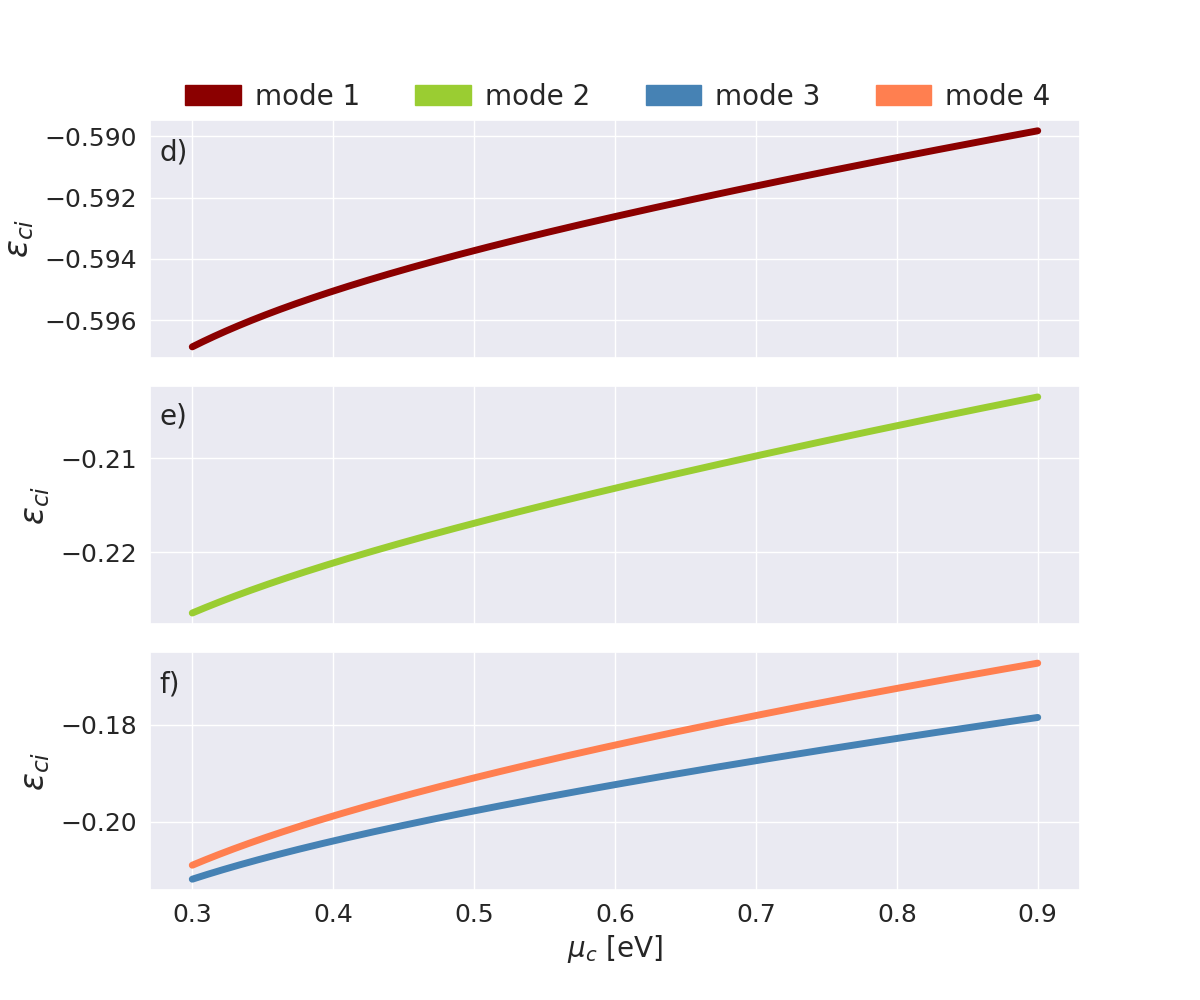 mode 1 mode 2 mode 3 mode 4
d)
−0.590
−0.592
−0.594
−0.596
ε_ci
e)
−0.21
−0.22
ε_ci
f)
−0.18
−0.20
ε_ci
0.3 0.4 0.5 0.6 0.7 0.8 0.9
μ_c [eV]